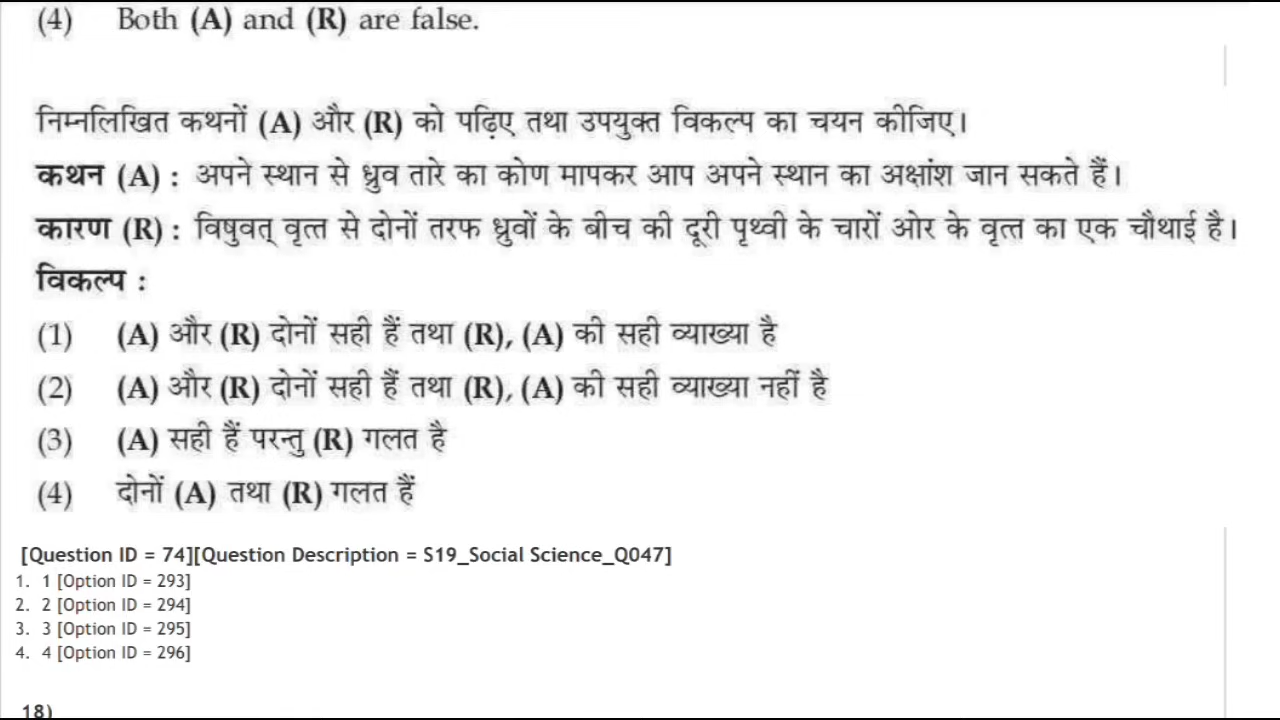 (4) Both (A) and (R) are false.
निम्नलिखित कथनों (A) और (R) को पढ़िए तथा उपयुक्त विकल्प का चयन कीजिए।
कथन (A) : अपने स्थान से ध्रुव तारे का कोण मापकर आप अपने स्थान का अक्षांश जान सकते हैं।
कारण (R) : विषुवत् वृत्त से दोनों तरफ ध्रुवों के बीच की दूरी पृथ्वी के चारों ओर के वृत्त का एक चौथाई है।
विकल्प :
(1) (A) और (R) दोनों सही हैं तथा (R), (A) की सही व्याख्या है
(2) (A) और (R) दोनों सही हैं तथा (R), (A) की सही व्याख्या नहीं है
(3) (A) सही हैं परन्तु (R) गलत है
(4) दोनों (A) तथा (R) गलत हैं
[Question ID = 74][Question Description = S19_Social Science_Q047]
1. 1 [Option ID = 293]
2. 2 [Option ID = 294]
3. 3 [Option ID = 295]
4. 4 [Option ID = 296]
18)